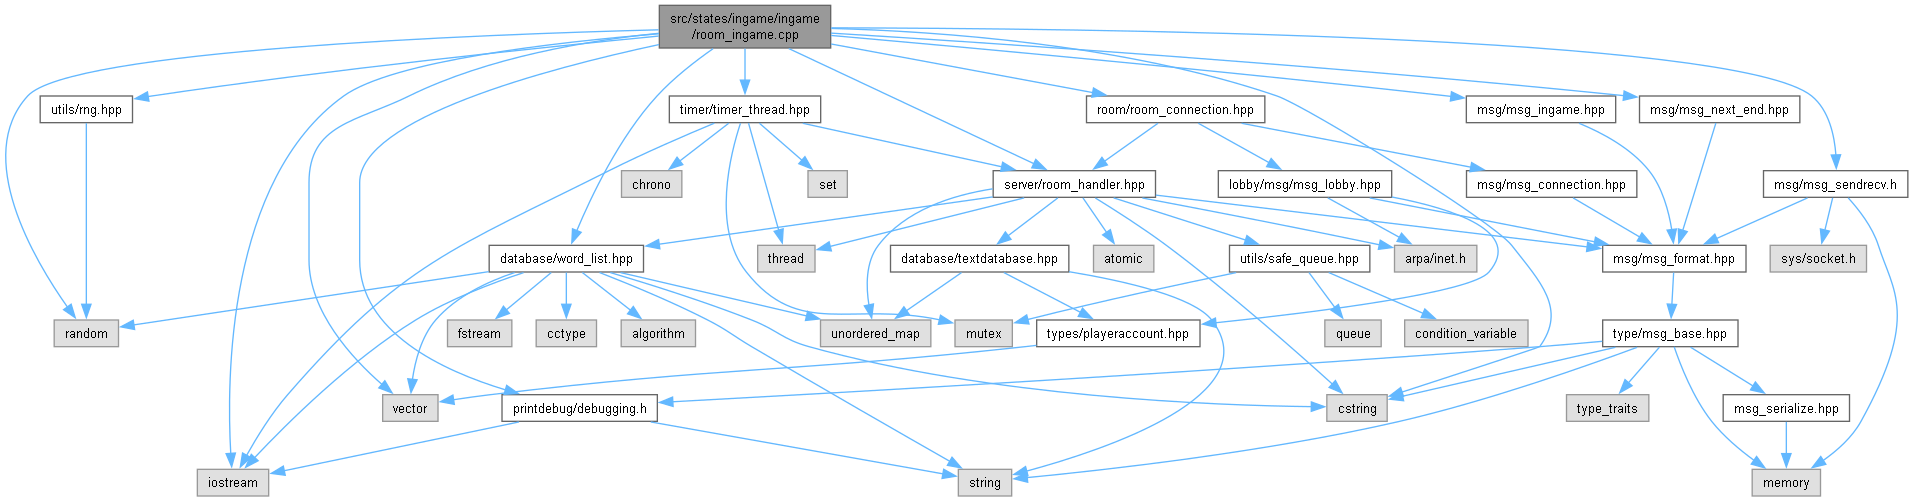 src/states/ingame/ingame
/room_ingame.cpp
utils/rng.hpp
timer/timer_thread.hpp
room/room_connection.hpp
msg/msg_ingame.hpp
msg/msg_next_end.hpp
chrono
set
server/room_handler.hpp
lobby/msg/msg_lobby.hpp
msg/msg_connection.hpp
msg/msg_sendrecv.h
database/word_list.hpp
thread
database/textdatabase.hpp
atomic
utils/safe_queue.hpp
arpa/inet.h
msg/msg_format.hpp
sys/socket.h
random
fstream
cctype
algorithm
unordered_map
mutex
types/playeraccount.hpp
queue
condition_variable
type/msg_base.hpp
vector
printdebug/debugging.h
cstring
type_traits
msg_serialize.hpp
iostream
string
memory